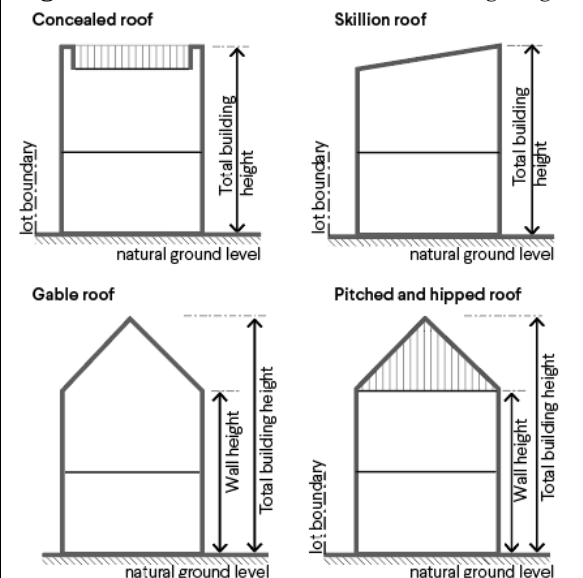 Concealed roof
Total building
height
lot boundary
natural ground level
Skillion roof
Total building
height
lot boundary
natural ground level
Gable roof
Wall height
Total building height
natural ground level
Pitched and hipped roof
Wall height
Total building height
lot boundary
natural ground level